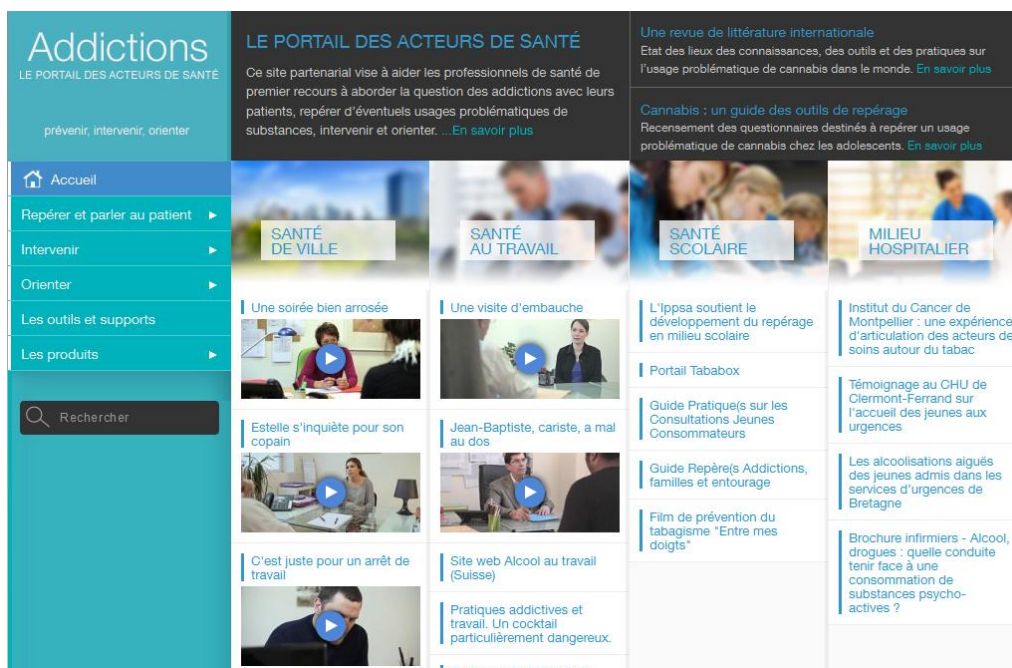 Addictions
LE PORTAIL DES ACTEURS DE SANTÉ
prévenir, intervenir, orienter
Accueil
Repérer et parler au patient
Intervenir
Orienter
Les outils et supports
Les produits
Rechercher
LE PORTAIL DES ACTEURS DE SANTÉ
Ce site partenarial vise à aider les professionnels de santé de
premier recours à aborder la question des addictions avec leurs
patients, repérer d'éventuels usages problématiques de
substances, intervenir et orienter. ...En savoir plus
Une revue de littérature internationale
Etat des lieux des connaissances, des outils et des pratiques sur
l'usage problématique de cannabis dans le monde. En savoir plus
Cannabis : un guide des outils de repérage
Recensement des questionnaires destinés à repérer un usage
problématique de cannabis chez les adolescents. En savoir plus
SANTÉ
DE VILLE
Une soirée bien arrosée
Estelle s'inquiète pour son
copain
C'est juste pour un arrêt de
travail
SANTÉ
AU TRAVAIL
Une visite d'embauche
Jean-Baptiste, cariste, a mal
au dos
Site web Alcool au travail
(Suisse)
Pratiques addictives et
travail. Un cocktail
particulièrement dangereux.
SANTÉ
SCOLAIRE
L'Ippsa soutient le
développement du repérage
en milieu scolaire
Portail Tababox
Guide Pratique(s sur les
Consultations Jeunes
Consommateurs
Guide Repère(s Addictions,
familles et entourage
Film de prévention du
tabagisme "Entre mes
doigts"
MILIEU
HOSPITALIER
Institut du Cancer de
Montpellier : une expérience
d'articulation des acteurs de
soins autour du tabac
Témoignage au CHU de
Clermont-Ferrand sur
l'accueil des jeunes aux
urgences
Les alcoolisations aiguës
des jeunes admis dans les
services d'urgences de
Bretagne
Brochure infirmiers - Alcool,
drogues : quelle conduite
tenir face à une
consommation de
substances psycho-
actives ?